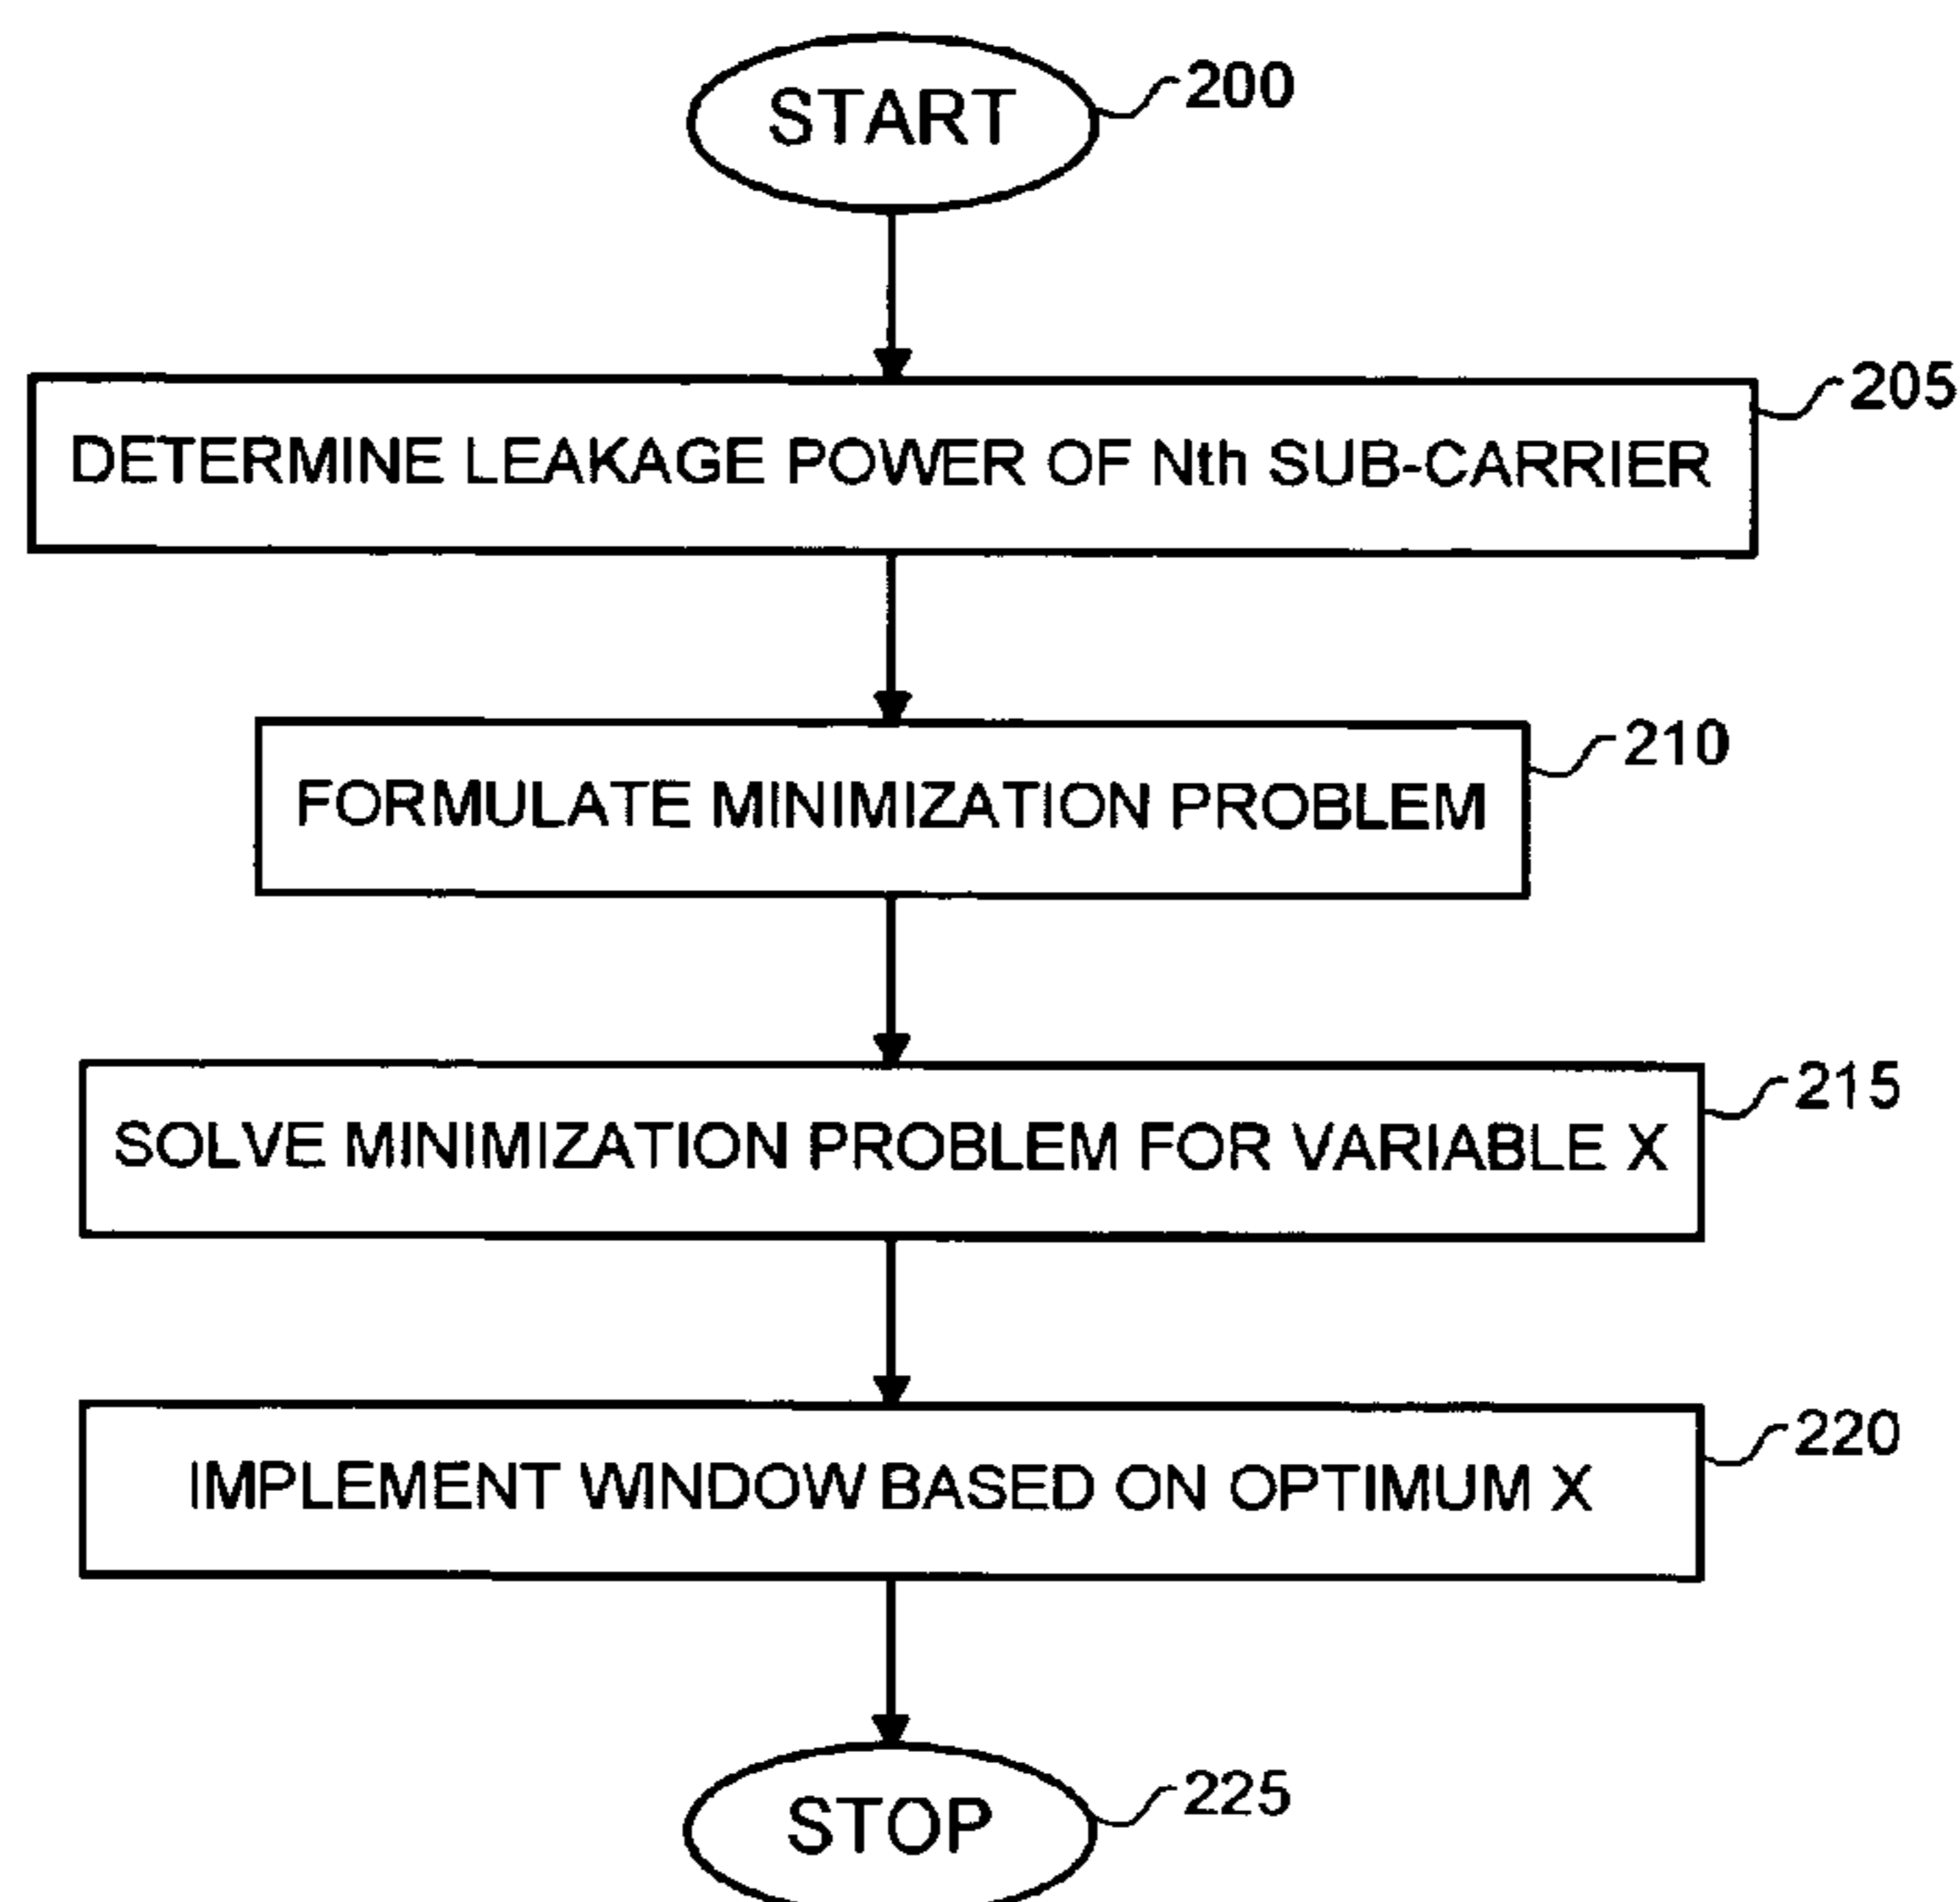 START
200
DETERMINE LEAKAGE POWER OF Nth SUB-CARRIER
205
FORMULATE MINIMIZATION PROBLEM
210
SOLVE MINIMIZATION PROBLEM FOR VARIABLE X
215
IMPLEMENT WINDOW BASED ON OPTIMUM X
220
STOP
225